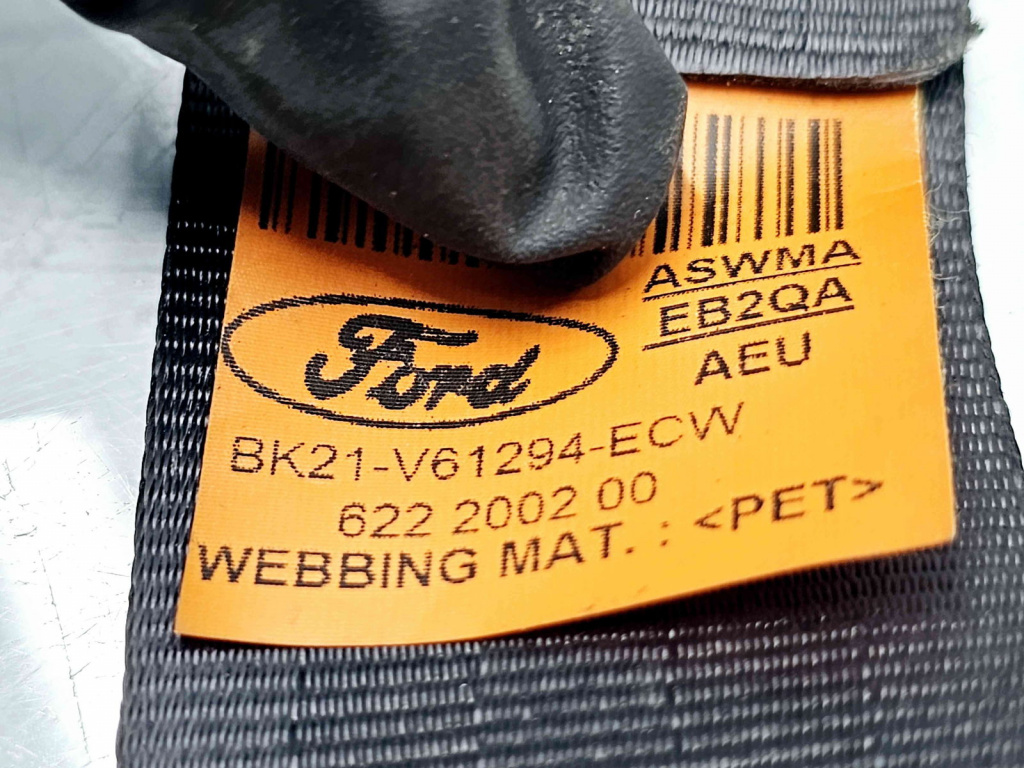 ASWMA
EB2QA
AEU
Ford
BK21-V61294-ECW
622 2002 00
WEBBING MAT. : <PET>